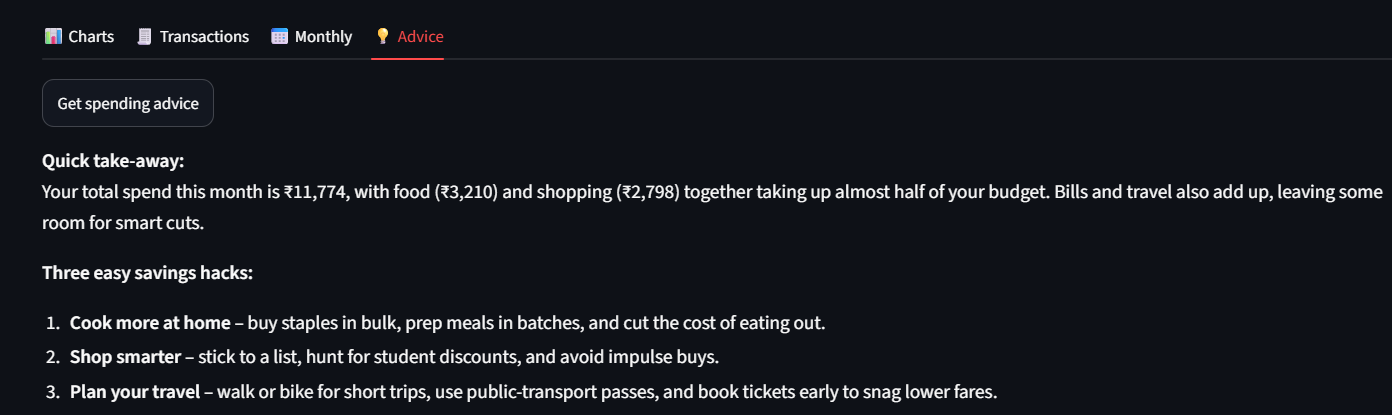 Charts Transactions Monthly Advice
Get spending advice
Quick take-away:
Your total spend this month is ₹11,774, with food (₹3,210) and shopping (₹2,798) together taking up almost half of your budget. Bills and travel also add up, leaving some
room for smart cuts.
Three easy savings hacks:
1. Cook more at home – buy staples in bulk, prep meals in batches, and cut the cost of eating out.
2. Shop smarter – stick to a list, hunt for student discounts, and avoid impulse buys.
3. Plan your travel – walk or bike for short trips, use public-transport passes, and book tickets early to snag lower fares.